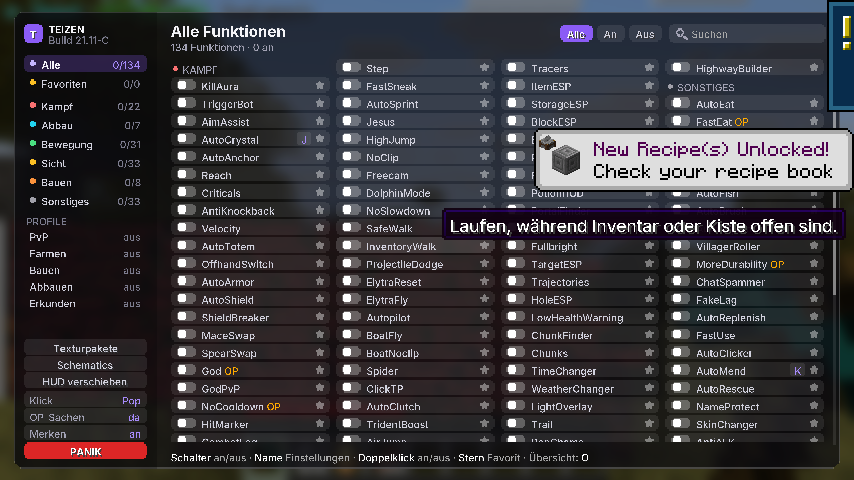 T TEIZEN
Build 21.11-C
Alle 0/134
Favoriten 0/0
Kampf 0/22
Abbau 0/7
Bewegung 0/31
Sicht 0/33
Bauen 0/8
Sonstiges 0/33
PROFILE
PvP aus
Farmen aus
Bauen aus
Abbauen aus
Erkunden aus
Texturpakete
Schematics
HUD verschieben
Klick Pop
OP-Sachen da
Merken an
PANIK
Alle Funktionen
134 Funktionen · 0 an
Alle An Aus Suchen
KAMPF
KillAura
TriggerBot
AimAssist
AutoCrystal J
AutoAnchor
Reach
Criticals
AntiKnockback
Velocity
AutoTotem
OffhandSwitch
AutoArmor
AutoShield
ShieldBreaker
MaceSwap
SpearSwap
God OP
GodPvP
NoCooldown OP
HitMarker
CombatLog
Step
FastSneak
AutoSprint
Jesus
HighJump
NoClip
Freecam
DolphinMode
NoSlowdown
SafeWalk
InventoryWalk
ProjectileDodge
ElytraReset
ElytraFly
Autopilot
BoatFly
BoatNoclip
Spider
ClickTP
AutoClutch
TridentBoost
AirJump
Tracers
ItemESP
StorageESP
BlockESP
PotionHUD
Fullbright
TargetESP
Trajectories
HoleESP
LowHealthWarning
ChunkFinder
Chunks
TimeChanger
WeatherChanger
LightOverlay
Trail
HighwayBuilder
SONSTIGES
AutoEat
FastEat OP
AutoFish
VillagerRoller
MoreDurability OP
ChatSpammer
FakeLag
AutoReplenish
FastUse
AutoClicker
AutoMend K
AutoRescue
NameProtect
SkinChanger
AntiAFK
New Recipe(s) Unlocked!
Check your recipe book
Laufen, während Inventar oder Kiste offen sind.
Schalter an/aus · Name Einstellungen · Doppelklick an/aus · Stern Favorit · Übersicht: O